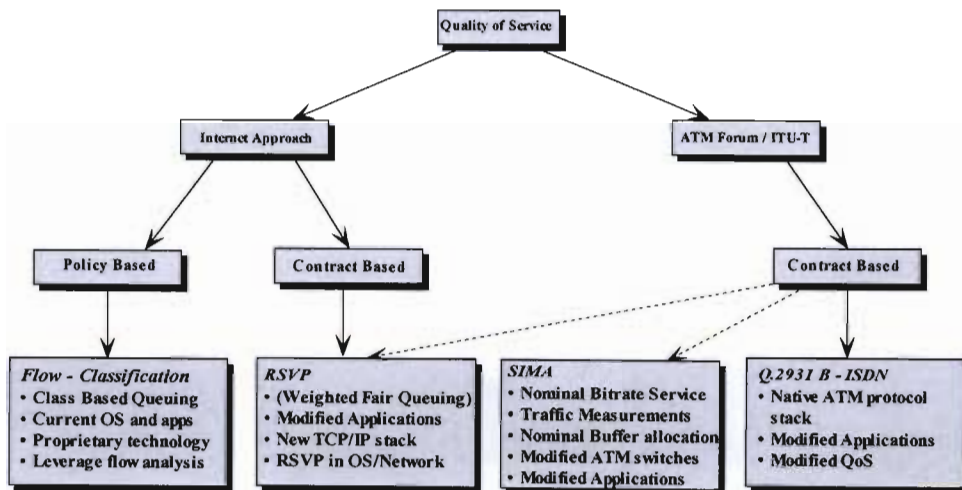 Quality of Service
Internet Approach
ATM Forum / ITU-T
Policy Based
Contract Based
Contract Based
Flow - Classification
• Class Based Queuing
• Current OS and apps
• Proprietary technology
• Leverage flow analysis
RSVP
• (Weighted Fair Queuing)
• Modified Applications
• New TCP/IP stack
• RSVP in OS/Network
SIMA
• Nominal Bitrate Service
• Traffic Measurements
• Nominal Buffer allocation
• Modified ATM switches
• Modified Applications
Q.2931 B - ISDN
• Native ATM protocol
stack
• Modified Applications
• Modified QoS